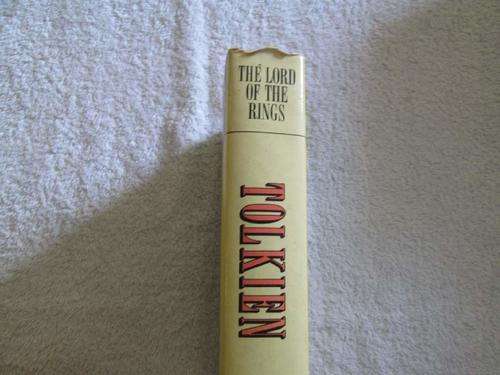 THE LORD
OF THE
RINGS
TOLKIEN